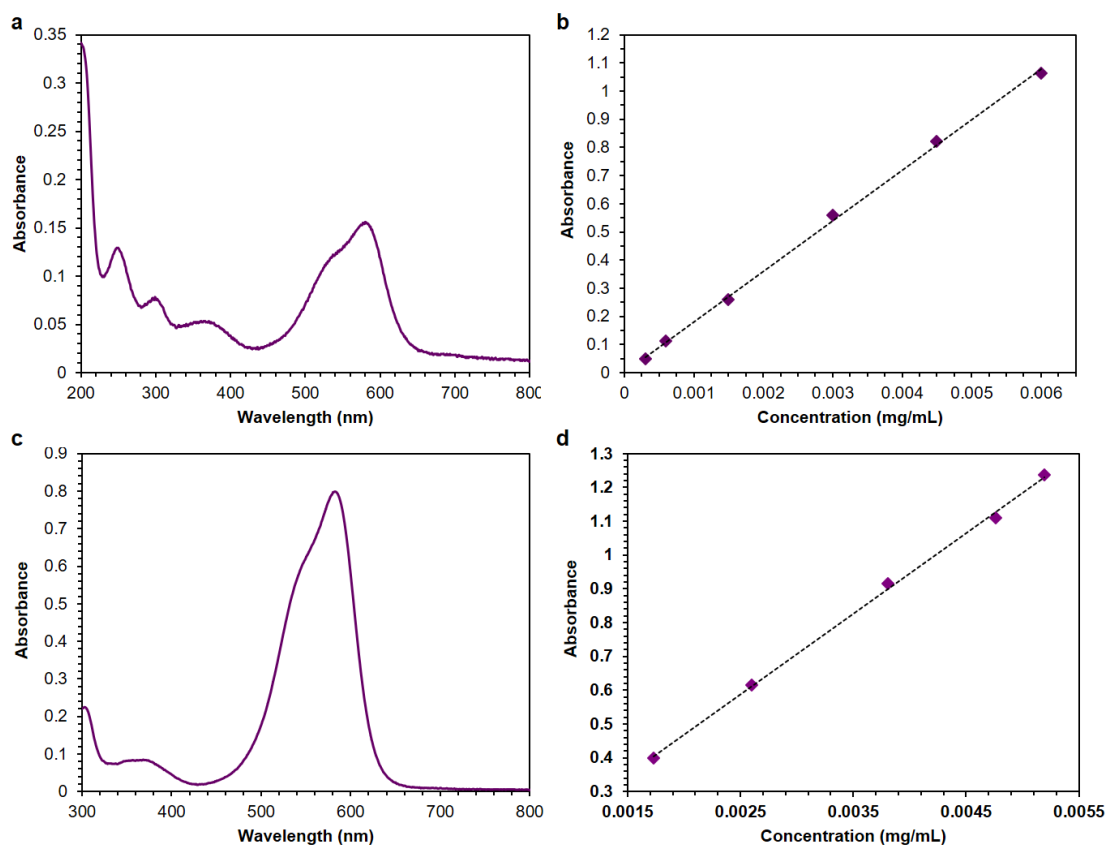 a
0.35
0.3
0.25
0.2
0.15
0.1
0.05
0
Absorbance
200 300 400 500 600 700 800
Wavelength (nm)
b
1.2
1.1
1
0.9
0.8
0.7
0.6
0.5
0.4
0.3
0.2
0.1
0
Absorbance
0 0.001 0.002 0.003 0.004 0.005 0.006
Concentration (mg/mL)
c
0.9
0.8
0.7
0.6
0.5
0.4
0.3
0.2
0.1
0
Absorbance
300 400 500 600 700 800
Wavelength (nm)
d
1.3
1.2
1.1
1
0.9
0.8
0.7
0.6
0.5
0.4
0.3
Absorbance
0.0015 0.0025 0.0035 0.0045 0.0055
Concentration (mg/mL)